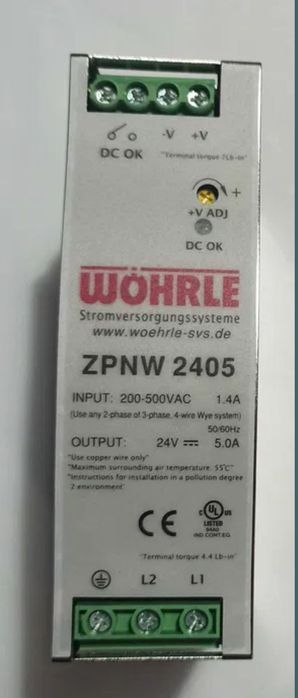 -V +V
DC OK
"Terminal torque 7Lb-in"
+
+V ADJ
DC OK
WÖHRLE
Stromversorgungssysteme
www.woehrle-svs.de
ZPNW 2405
INPUT: 200-500VAC 1.4A
(Use any 2-phase of 3-phase, 4-wire Wye system)
50/60Hz
OUTPUT: 24V 5.0A
"Use copper wire only"
"Maximum surrounding air temperature. 55°C"
"Instructions for installation in a pollution degree
2 environment"
CE
C UL US
LISTED
IND.CONT.EQ.
"Terminal torque 4.4 Lb-in"
L2 L1